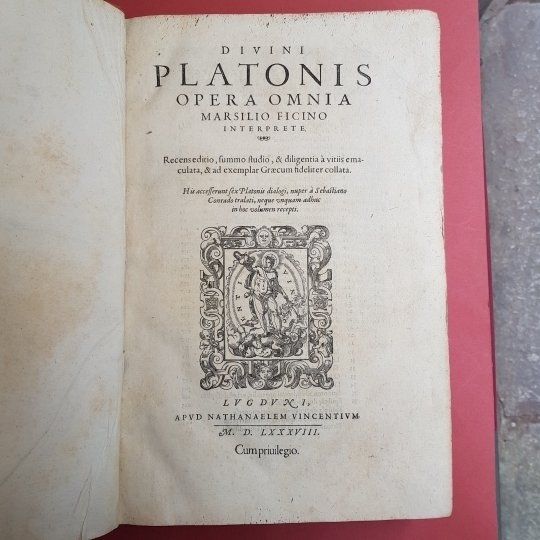 DIVINI
PLATONIS
OPERA OMNIA
MARSILIO FICINO
INTERPRETE.
Recens editio, summo studio, & diligentia à vitiis ema-
culata, & ad exemplar Græcum fideliter collata.
His accesserunt sex Platonis dialogi, nuper à Sebastiano
Conrado tralati, neque vnquam adhuc
in hoc volumen recepti.
LVGDVNI,
APVD NATHANAELEM VINCENTIVM
M. D. LXXXVIII.
Cum priuilegio.